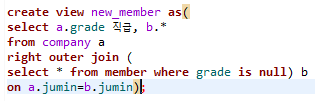 create view new_member as(
select a.grade 직급, b.*
from company a
right outer join (
select * from member where grade is null) b
on a.jumin=b.jumin);